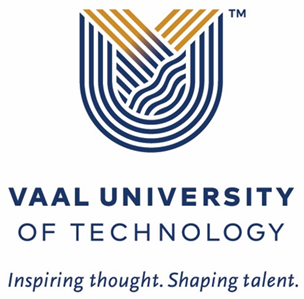 TM
VAAL UNIVERSITY
OF TECHNOLOGY
Inspiring thought. Shaping talent.